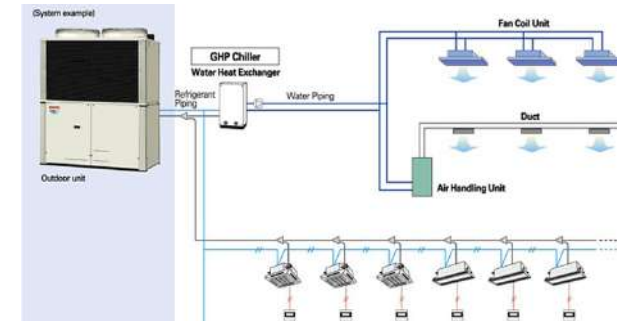 (System example)
Fan Coil Unit
GHP Chiller
Water Heat Exchanger
Refrigerant
Piping
Water Piping
Duct
Outdoor unit
Air Handling Unit